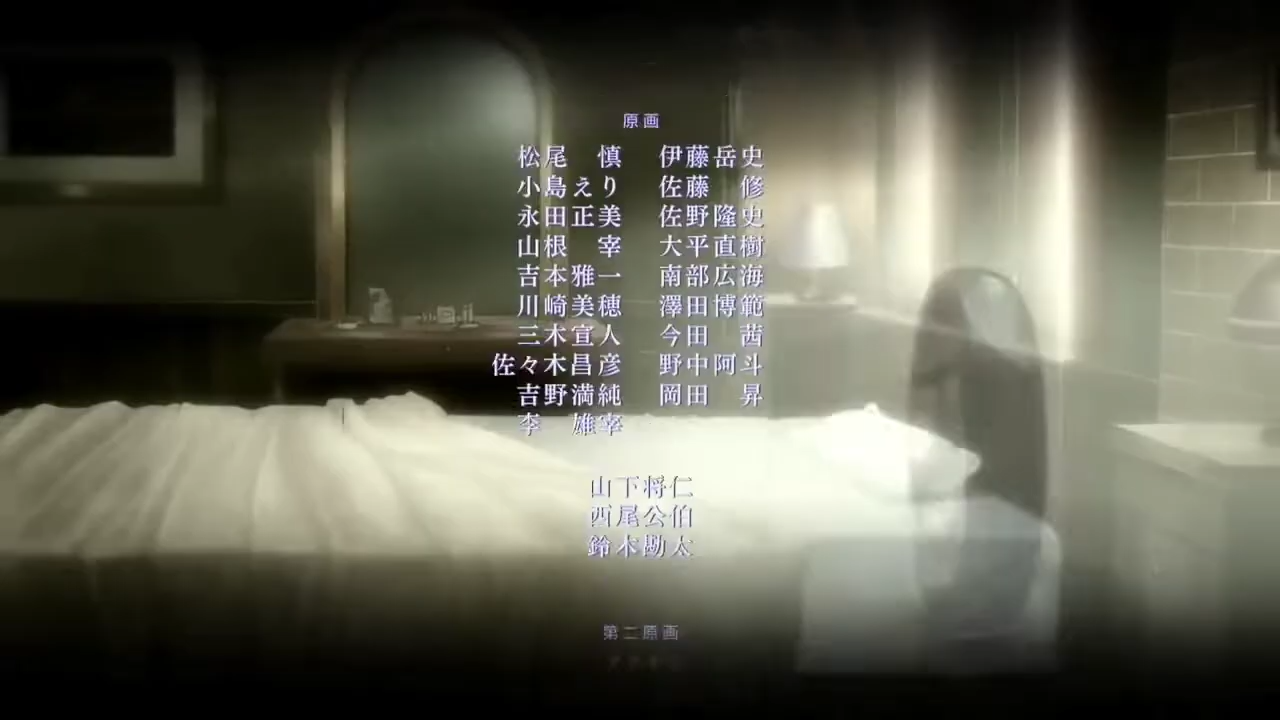 原画
松尾　慎　伊藤岳史
小島えり　佐藤　修
永田正美　佐野隆史
山根　宰　大平直樹
吉本雅一　南部広海
川崎美穂　澤田博範
三木宣人　今田　茜
佐々木昌彦　野中阿斗
吉野満純　岡田　昇
李　雄宰
山下将仁
西尾公伯
鈴木勘太
第二原画